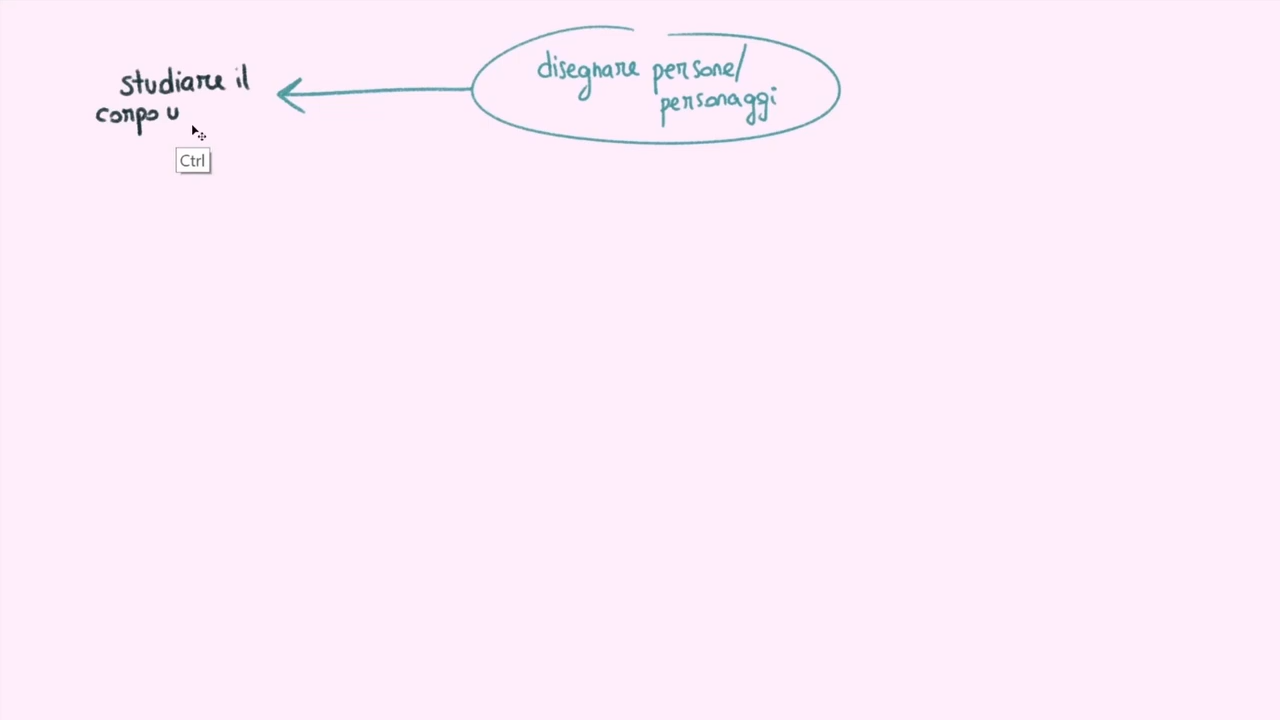 studiare il
corpo u
Ctrl
disegnare persone/
personaggi